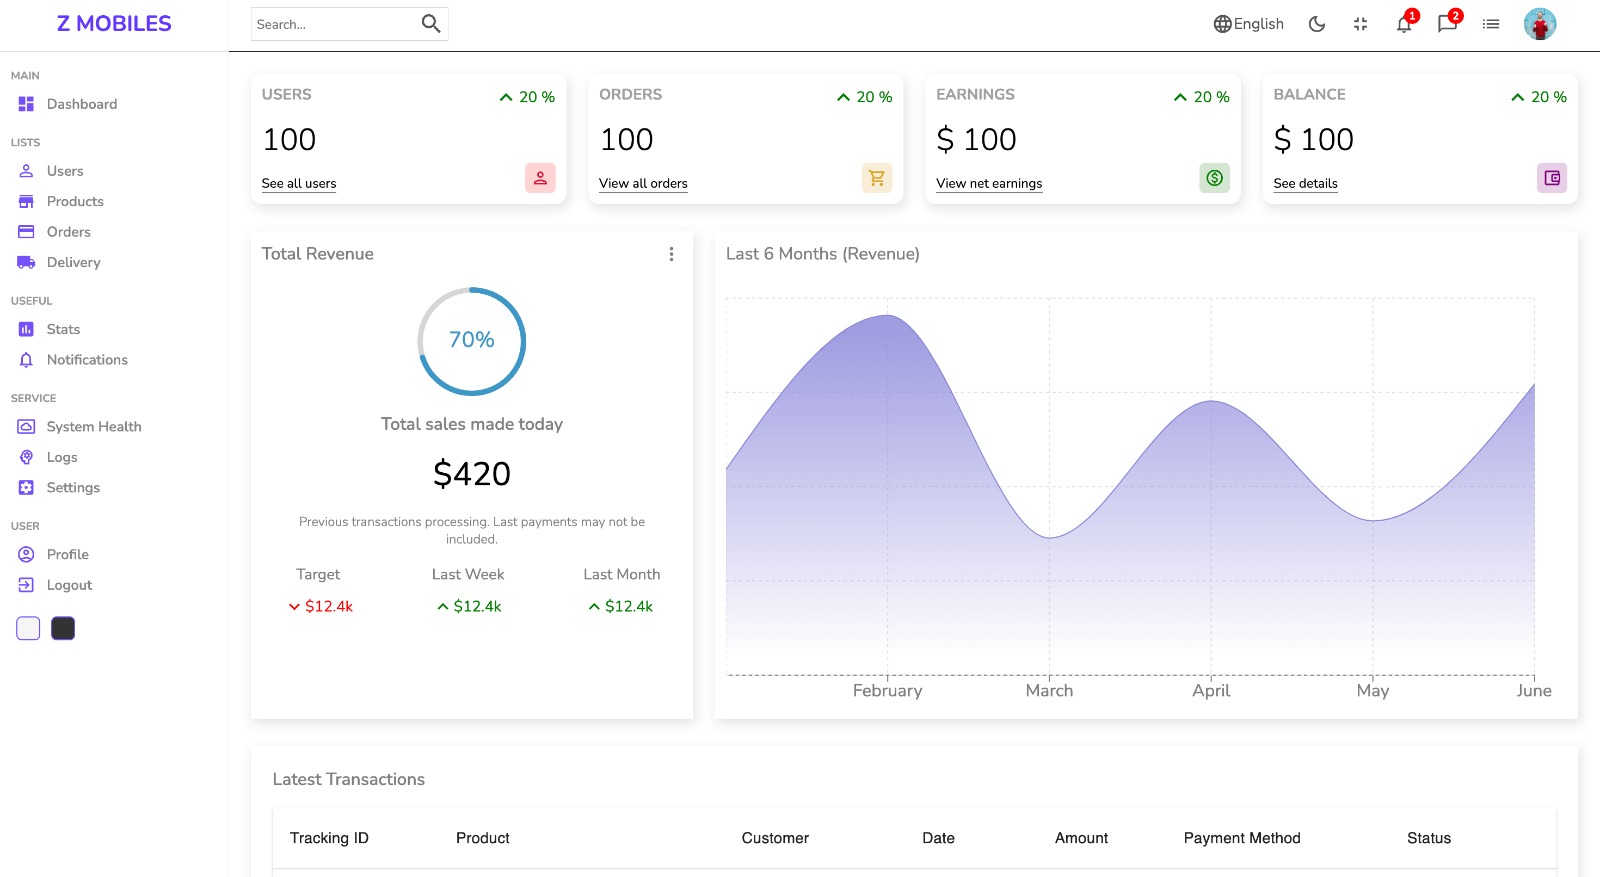 Z MOBILES
Search...
English
1
2
MAIN
Dashboard
LISTS
Users
Products
Orders
Delivery
USEFUL
Stats
Notifications
SERVICE
System Health
Logs
Settings
USER
Profile
Logout
USERS
20 %
100
See all users
ORDERS
20 %
100
View all orders
EARNINGS
20 %
$ 100
View net earnings
BALANCE
20 %
$ 100
See details
Total Revenue
70%
Total sales made today
$420
Previous transactions processing. Last payments may not be
included.
Target Last Week Last Month
$12.4k $12.4k $12.4k
Last 6 Months (Revenue)
February March April May June
Latest Transactions
Tracking ID Product Customer Date Amount Payment Method Status